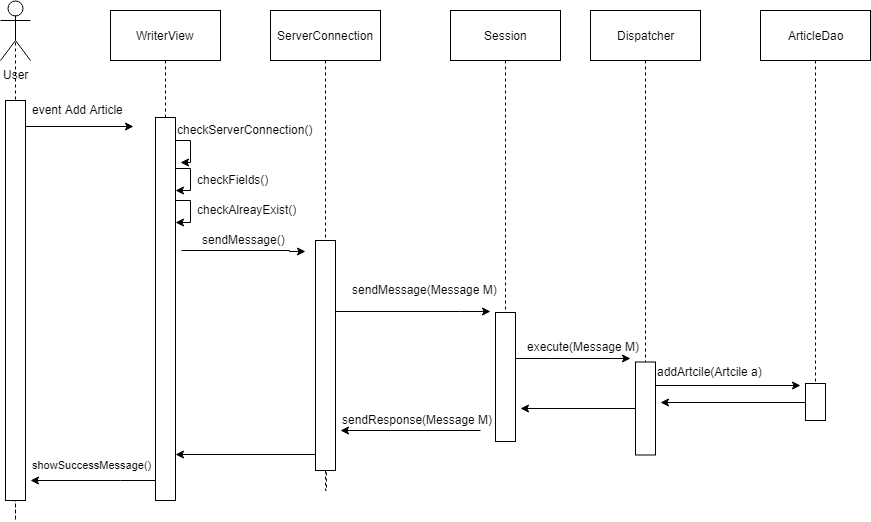 WriterView
ServerConnection
Session
Dispatcher
ArticleDao
User
event Add Article
checkServerConnection()
checkFields()
checkAlreayExist()
sendMessage()
sendMessage(Message M)
execute(Message M)
addArtcile(Artcile a)
sendResponse(Message M)
showSuccessMessage()